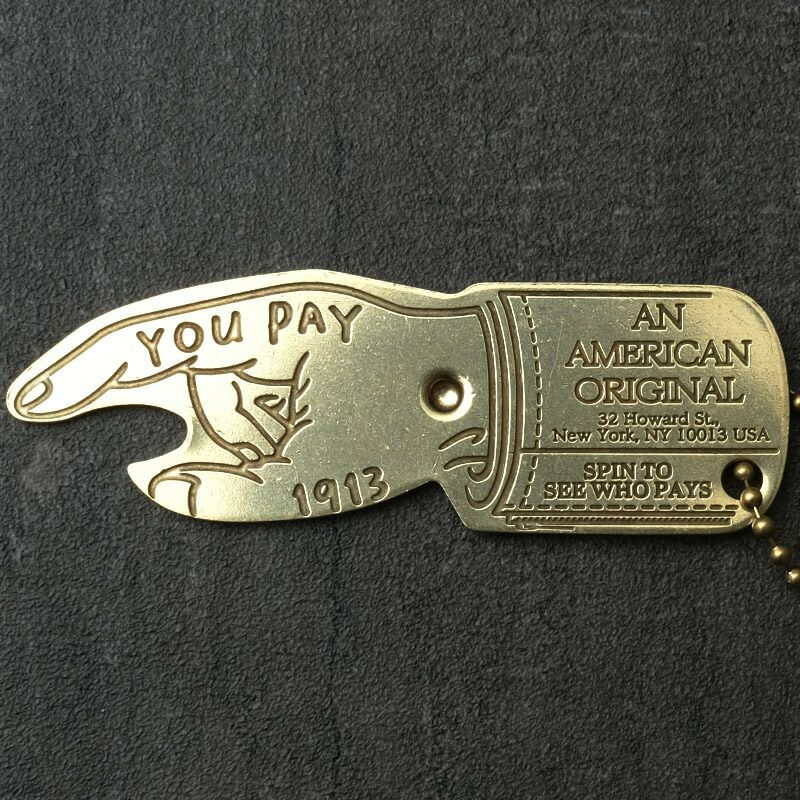 YOU PAY
1913
AN
AMERICAN
ORIGINAL
32 Howard St.,
New York, NY 10013 USA
SPIN TO
SEE WHO PAYS